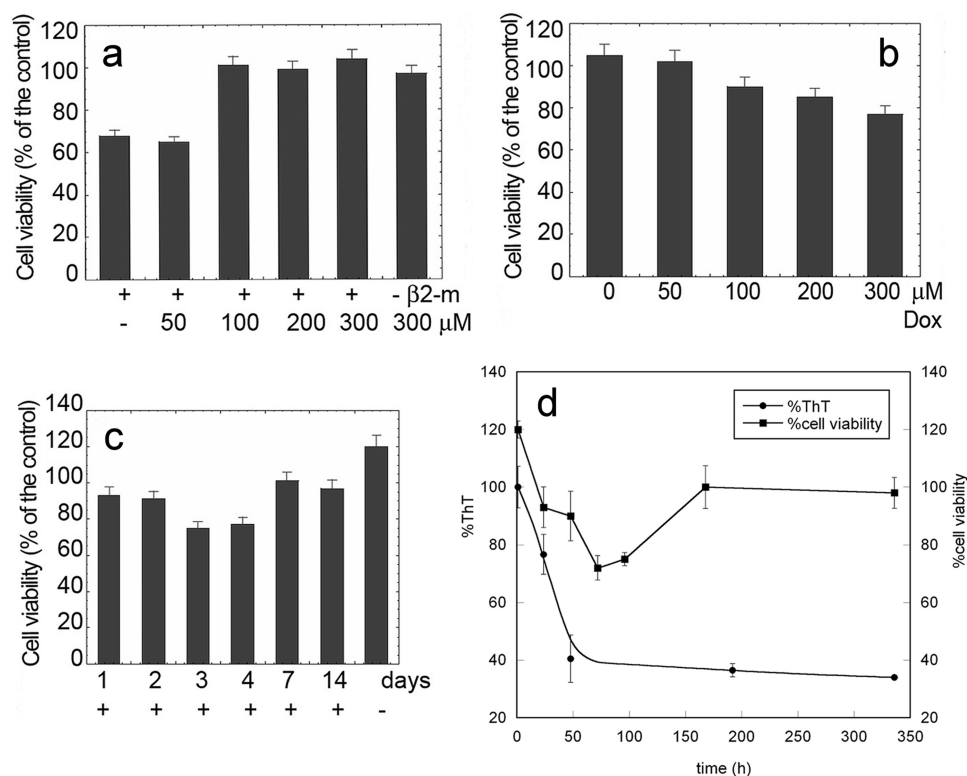 a
Cell viability (% of the control)
120
100
80
60
40
20
0
+ + + + + - β2-m
- 50 100 200 300 300 μM
b
Cell viability (% of the control)
120
100
80
60
40
20
0
0 50 100 200 300 μM
Dox
c
Cell viability (% of the control)
140
120
100
80
60
40
20
0
1 2 3 4 7 14 days
+ + + + + + -
d
%ThT
%cell viability
%ThT
140
120
100
80
60
40
20
%cell viability
140
120
100
80
60
40
20
0 50 100 150 200 250 300 350
time (h)